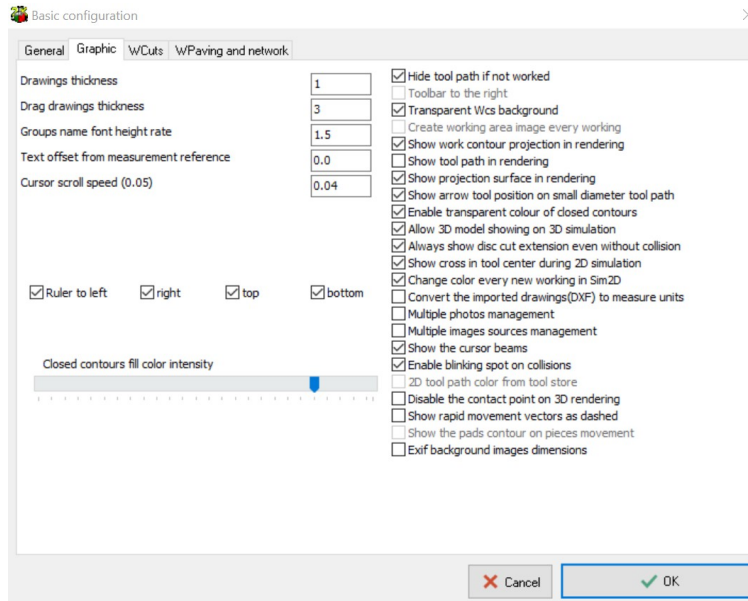 Basic configuration
General Graphic WCuts WPaving and network
Drawings thickness 1
Drag drawings thickness 3
Groups name font height rate 1.5
Text offset from measurement reference 0.0
Cursor scroll speed (0.05) 0.04
Ruler to left right top bottom
Closed contours fill color intensity
Hide tool path if not worked
Toolbar to the right
Transparent Wcs background
Create working area image every working
Show work contour projection in rendering
Show tool path in rendering
Show projection surface in rendering
Show arrow tool position on small diameter tool path
Enable transparent colour of closed contours
Allow 3D model showing on 3D simulation
Always show disc cut extension even without collision
Show cross in tool center during 2D simulation
Change color every new working in Sim2D
Convert the imported drawings(DXF) to measure units
Multiple photos management
Multiple images sources management
Show the cursor beams
Enable blinking spot on collisions
2D tool path color from tool store
Disable the contact point on 3D rendering
Show rapid movement vectors as dashed
Show the pads contour on pieces movement
Exif background images dimensions
Cancel OK